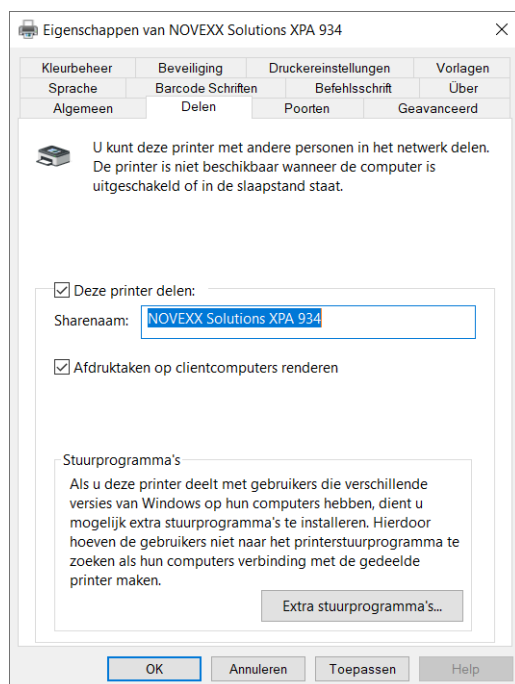 Eigenschappen van NOVEXX Solutions XPA 934
Kleurbeheer Beveiliging Druckereinstellungen Vorlagen
Sprache Barcode Schriften Befehlsschrift Über
Algemeen Delen Poorten Geavanceerd
U kunt deze printer met andere personen in het netwerk delen.
De printer is niet beschikbaar wanneer de computer is
uitgeschakeld of in de slaapstand staat.
Deze printer delen:
Sharenaam: NOVEXX Solutions XPA 934
Afdruktaken op clientcomputers renderen
Stuurprogramma's
Als u deze printer deelt met gebruikers die verschillende
versies van Windows op hun computers hebben, dient u
mogelijk extra stuurprogramma's te installeren. Hierdoor
hoeven de gebruikers niet naar het printerstuurprogramma te
zoeken als hun computers verbinding met de gedeelde
printer maken.
Extra stuurprogramma's...
OK Annuleren Toepassen Help